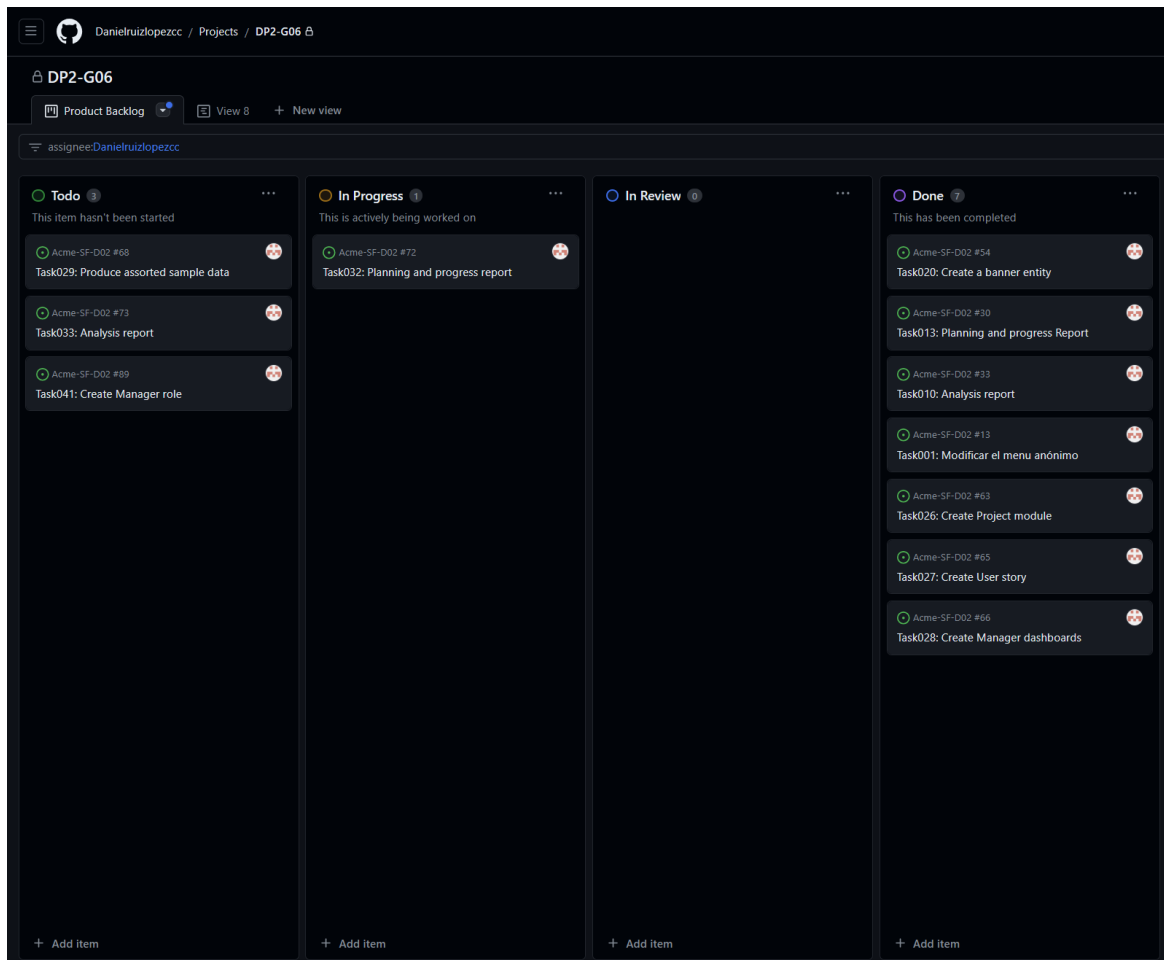 Danielruizlopezcc / Projects / DP2-G06
DP2-G06
Product Backlog
View 8
+ New view
assignee:Danielruizlopezcc
Todo 3
This item hasn't been started
Acme-SF-D02 #68
Task029: Produce assorted sample data
Acme-SF-D02 #73
Task033: Analysis report
Acme-SF-D02 #89
Task041: Create Manager role
+ Add item
In Progress 1
This is actively being worked on
Acme-SF-D02 #72
Task032: Planning and progress report
+ Add item
In Review 0
+ Add item
Done 7
This has been completed
Acme-SF-D02 #54
Task020: Create a banner entity
Acme-SF-D02 #30
Task013: Planning and progress Report
Acme-SF-D02 #33
Task010: Analysis report
Acme-SF-D02 #13
Task001: Modificar el menu anónimo
Acme-SF-D02 #63
Task026: Create Project module
Acme-SF-D02 #65
Task027: Create User story
Acme-SF-D02 #66
Task028: Create Manager dashboards
+ Add item